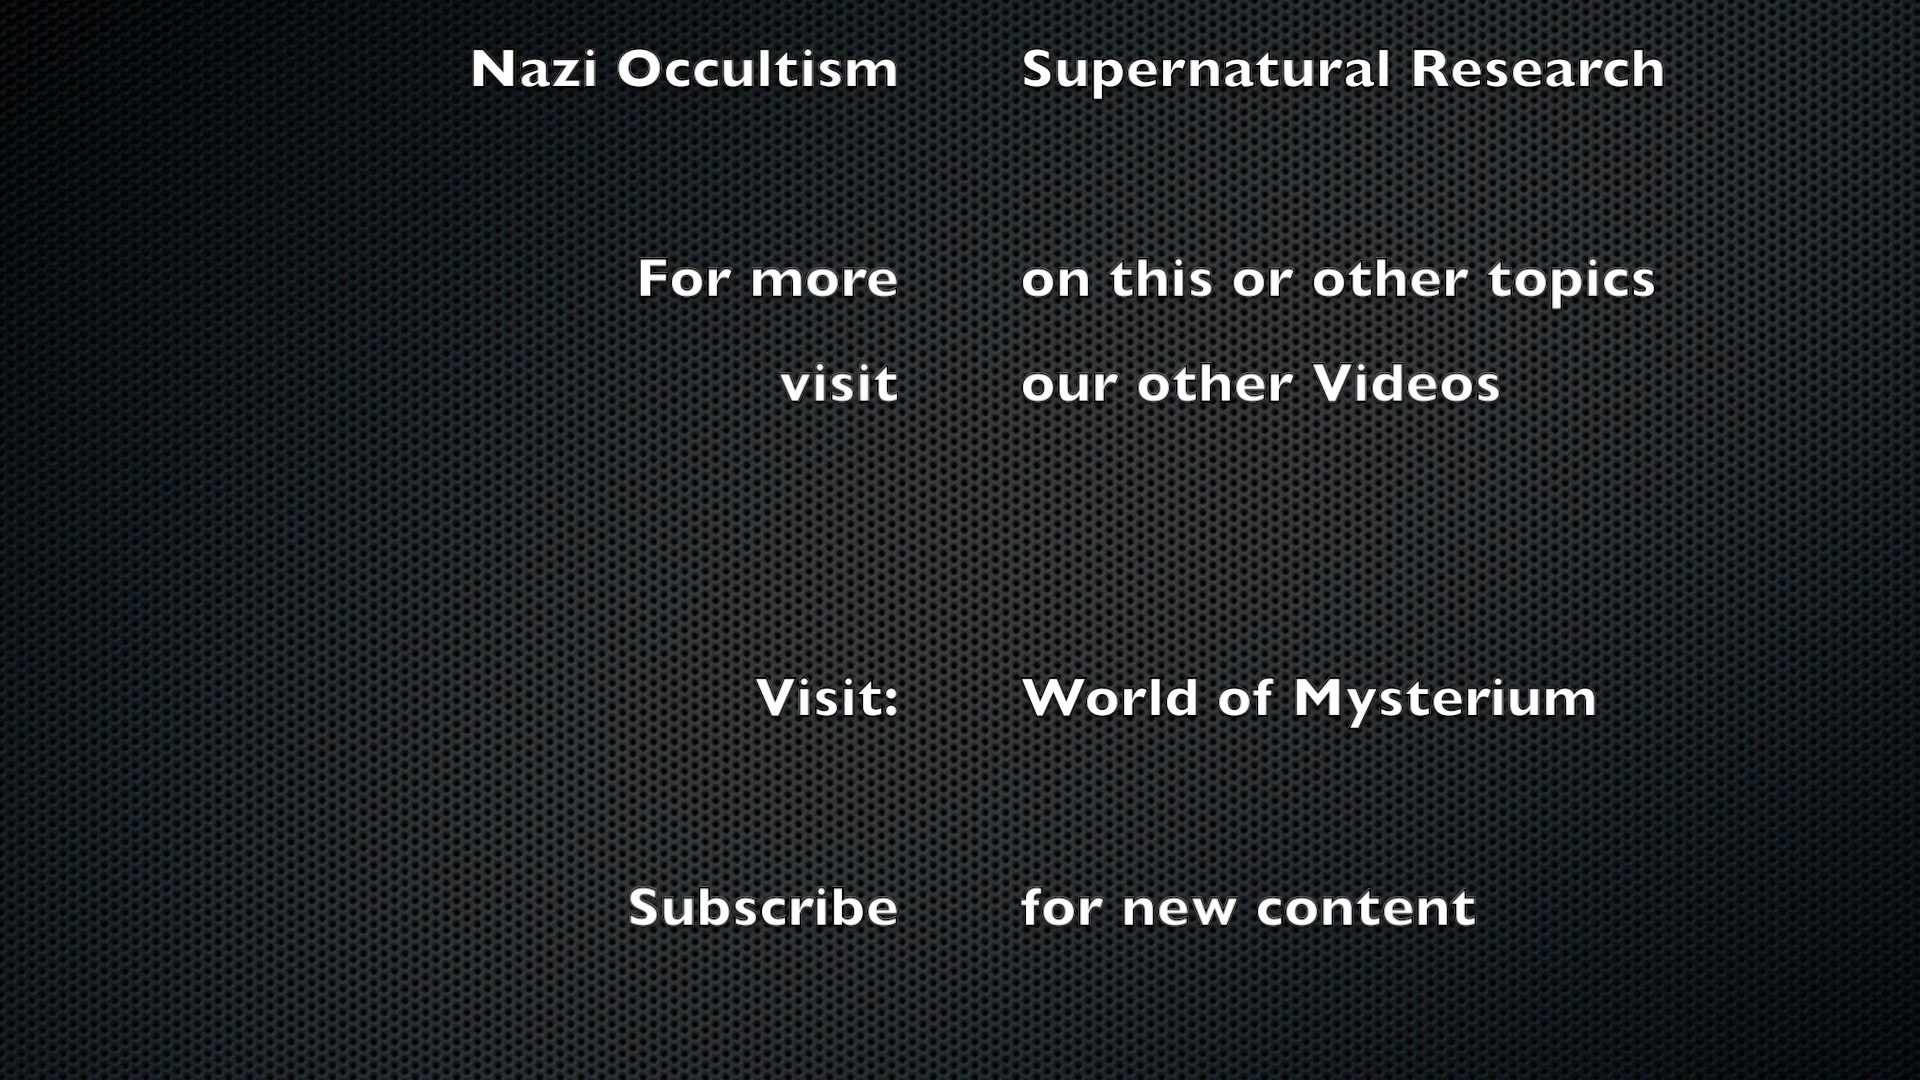 Nazi Occultism Supernatural Research
For more on this or other topics
visit our other Videos
Visit: World of Mysterium
Subscribe for new content